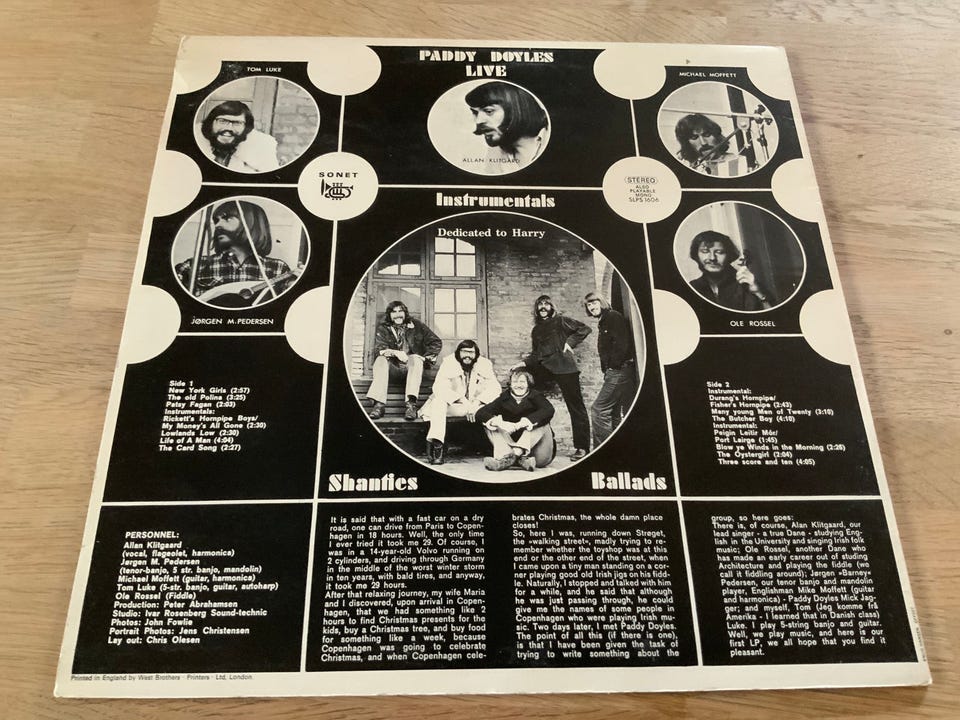 PADDY DOYLES
LIVE
TOM LUKE
MICHAEL MOFFETT
ALLAN KLITGÅRD
SONET
STEREO
ALSO
PLAYABLE
MONO
SLPS 1606
Instrumentals
Dedicated to Harry
JØRGEN M. PEDERSEN
OLE ROSSEL
Side 1
New York Girls (2:57)
The old Polina (3:25)
Patsy Fagan (2:03)
Instrumentals:
Rickett's Hornpipe Boys/
My Money's All Gone (2:30)
Lowlands Low (2:30)
Life of A Man (4:04)
The Card Song (2:27)
Side 2
Instrumental:
Durang's Hornpipe/
Fisher's Hornpipe (2:43)
Many young Men of Twenty (3:10)
The Butcher Boy (4:10)
Instrumental:
Peigin Leitir Mór/
Port Lairge (1:45)
Blow ye Winds in the Morning (2:26)
The Oystergirl (2:04)
Three score and ten (4:05)
Shanties
Ballads
PERSONNEL:
Allan Klitgaard
(vocal, flageolet, harmonica)
Jørgen M. Pedersen
(tenor-banjo, 5 str. banjo, mandolin)
Michael Moffett (guitar, harmonica)
Tom Luke (5-str. banjo, guitar, autoharp)
Ole Rossel (Fiddle)
Production: Peter Abrahamsen
Studio: Ivar Rosenberg Sound-technic
Photos: John Fowlie
Portrait Photos: Jens Christensen
Lay out: Chris Olesen
It is said that with a fast car on a dry
road, one can drive from Paris to Copen-
hagen in 18 hours. Well, the only time
I ever tried it took me 29. Of course, I
was in a 14-year-old Volvo running on
2 cylinders, and driving through Germany
in the middle of the worst winter storm
in ten years, with bald tires, and anyway,
it took me 29 hours.
After that relaxing journey, my wife Maria
and I discovered, upon arrival in Copen-
hagen, that we had something like 2
hours to find Christmas presents for the
kids, buy a Christmas tree, and buy food
for something like a week, because
Copenhagen was going to celebrate
Christmas, and when Copenhagen cele-
brates Christmas, the whole damn place
closes!
So, here I was, running down Strøget,
the »walking street«, madly trying to re-
member whether the toyshop was at this
end or the other end of the street, when
I came upon a tiny man standing on a cor-
ner playing good old Irish jigs on his fidd-
le. Naturally, I stopped and talked with him
for a while, and he said that although
he was just passing through, he could
give me the names of some people in
Copenhagen who were playing Irish mu-
sic. Two days later, I met Paddy Doyles.
The point of all this (if there is one),
is that I have been given the task of
trying to write something about the
group, so here goes:
There is, of course, Alan Klitgaard, our
lead singer - a true Dane - studying Eng-
lish in the University and singing Irish folk
music; Ole Rossel, another Dane who
has made an early career out of studing
Architecture and playing the fiddle (we
call it fiddling around); Jørgen »Barney«
Pedersen, our tenor banjo and mandolin
player, Englishman Mike Moffett (guitar
and harmonica) - Paddy Doyles Mick Jag-
ger; and myself, Tom (Jeg komme frå
Amerika - I learned that in Danish class)
Luke. I play 5-string banjo and guitar.
Well, we play music, and here is our
first LP, we all hope that you find it
pleasant.
Printed in England by West Brothers · Printers · Ltd, London